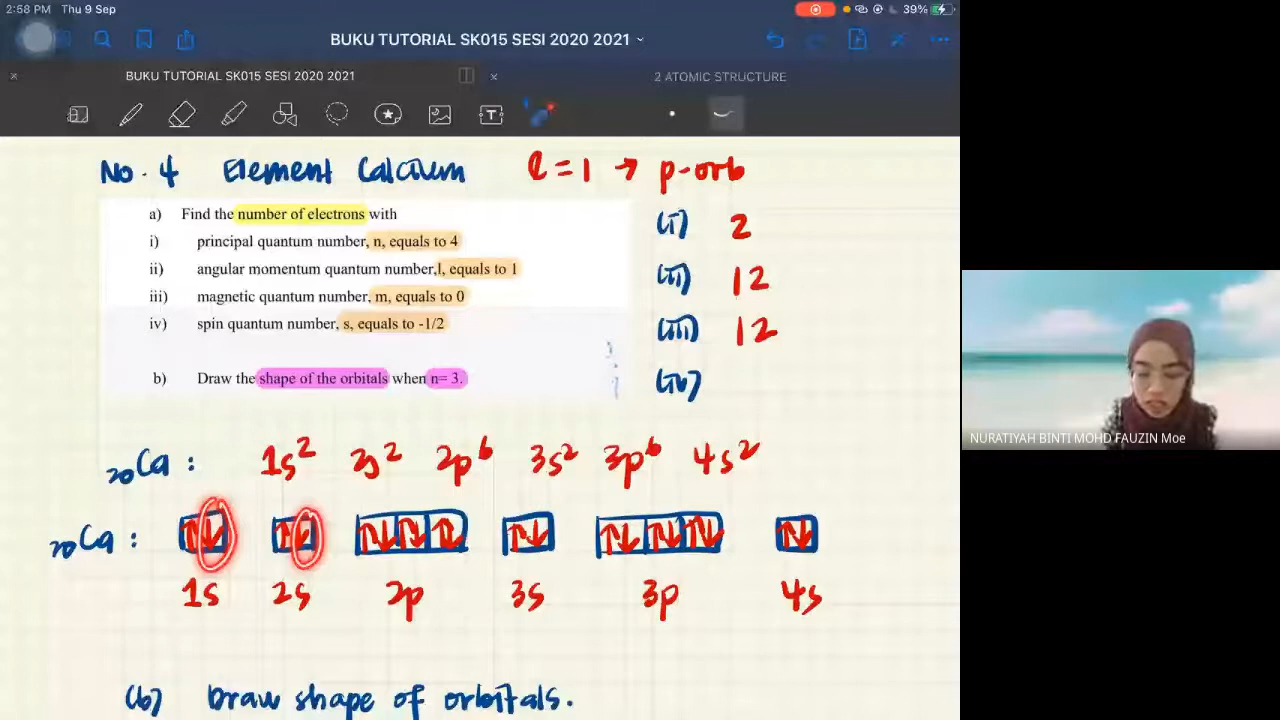 2:58 PM Thu 9 Sep 39%
BUKU TUTORIAL SK015 SESI 2020 2021
BUKU TUTORIAL SK015 SESI 2020 2021
2 ATOMIC STRUCTURE
No. 4 Element Calcium l = 1 → p-orb
a) Find the number of electrons with
i) principal quantum number, n, equals to 4
ii) angular momentum quantum number,l, equals to 1
iii) magnetic quantum number, m, equals to 0
iv) spin quantum number, s, equals to -1/2
b) Draw the shape of the orbitals when n= 3.
(i) 2
(ii) 12
(iii) 12
(iv)
₂₀Ca : 1s² 2s² 2p⁶ 3s² 3p⁶ 4s²
₂₀Ca : ↑↓ ↑↓ ↑↓ ↑↓ ↑↓ ↑↓ ↑↓ ↑↓ ↑↓ ↑↓
1s 2s 2p 3s 3p 4s
(b) Draw shape of orbitals.
NURATIYAH BINTI MOHD FAUZIN Moe